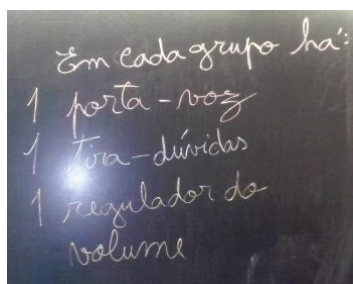 Em cada grupo há:
1 porta-voz
1 tira-dúvidas
1 regulador do
volume